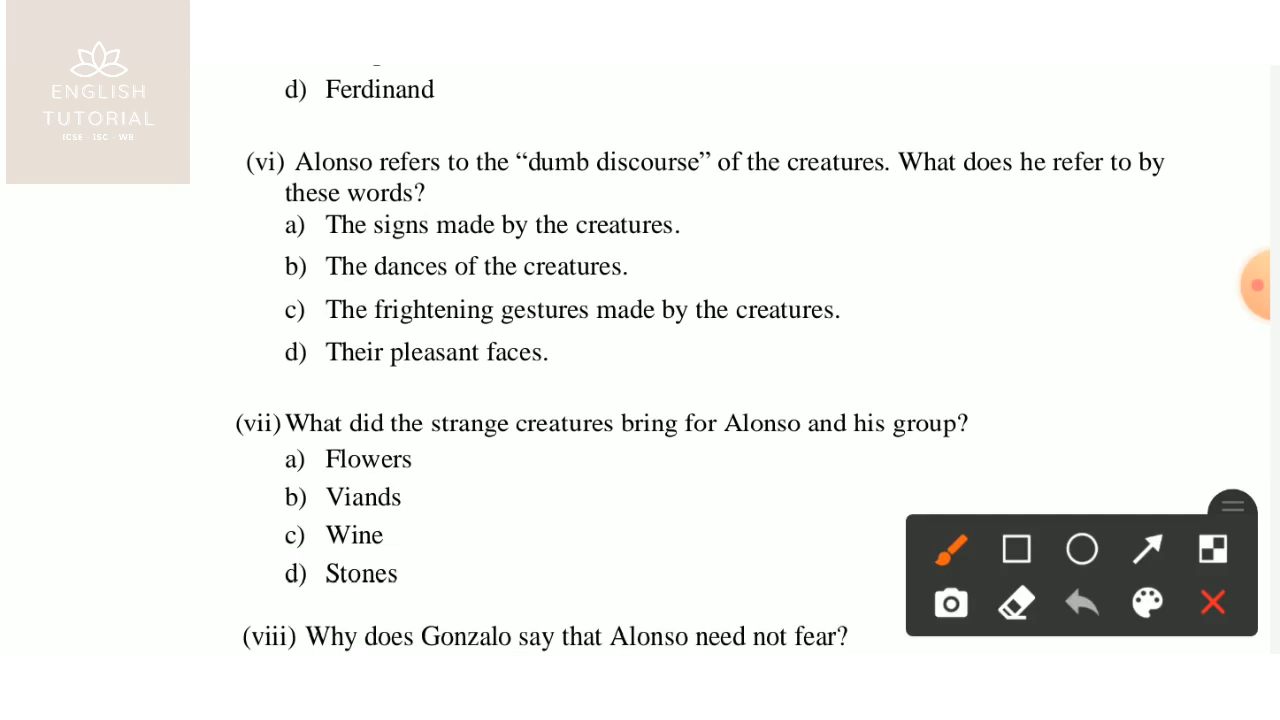 ENGLISH
TUTORIAL
ICSE - ISC - WB
d) Ferdinand
(vi) Alonso refers to the “dumb discourse” of the creatures. What does he refer to by
these words?
a) The signs made by the creatures.
b) The dances of the creatures.
c) The frightening gestures made by the creatures.
d) Their pleasant faces.
(vii) What did the strange creatures bring for Alonso and his group?
a) Flowers
b) Viands
c) Wine
d) Stones
(viii) Why does Gonzalo say that Alonso need not fear?